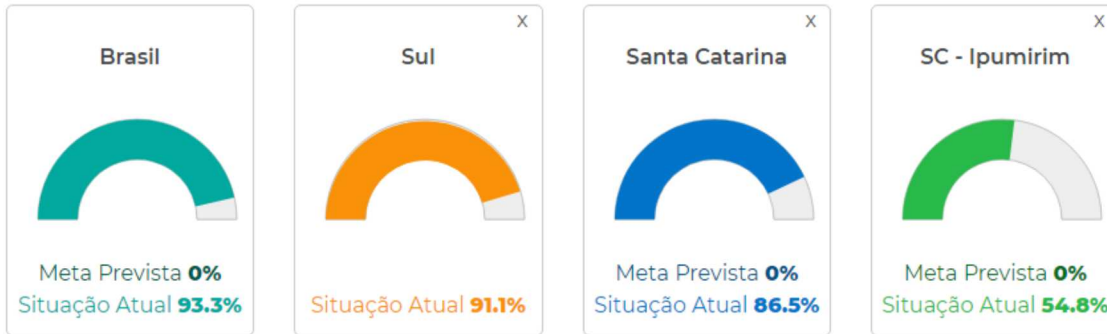 Brasil
Meta Prevista 0%
Situação Atual 93.3%
X
Sul
Situação Atual 91.1%
X
Santa Catarina
Meta Prevista 0%
Situação Atual 86.5%
X
SC - Ipumirim
Meta Prevista 0%
Situação Atual 54.8%